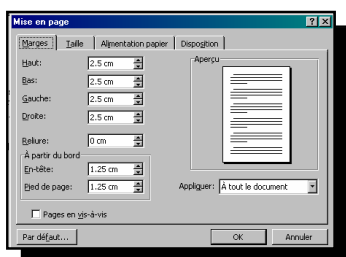 Mise en page
Marges Taille Alimentation papier Disposition
Haut: 2.5 cm
Bas: 2.5 cm
Gauche: 2.5 cm
Droite: 2.5 cm
Reliure: 0 cm
À partir du bord
En-tête: 1.25 cm
Pied de page: 1.25 cm
Pages en vis-à-vis
Aperçu
Appliquer: À tout le document
Par défaut... OK Annuler